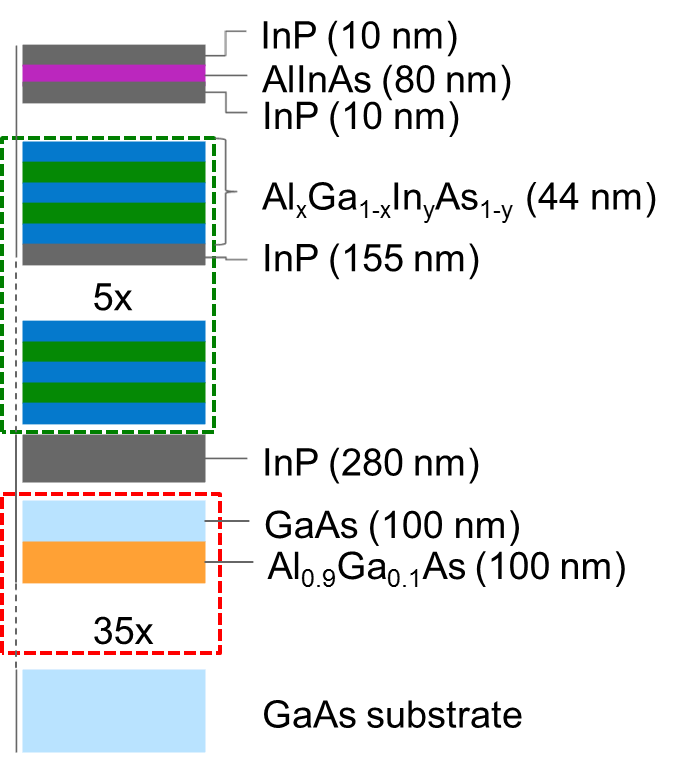 InP (10 nm)
AlInAs (80 nm)
InP (10 nm)
AlxGa1-xInyAs1-y (44 nm)
InP (155 nm)
5x
InP (280 nm)
GaAs (100 nm)
Al0.9Ga0.1As (100 nm)
35x
GaAs substrate